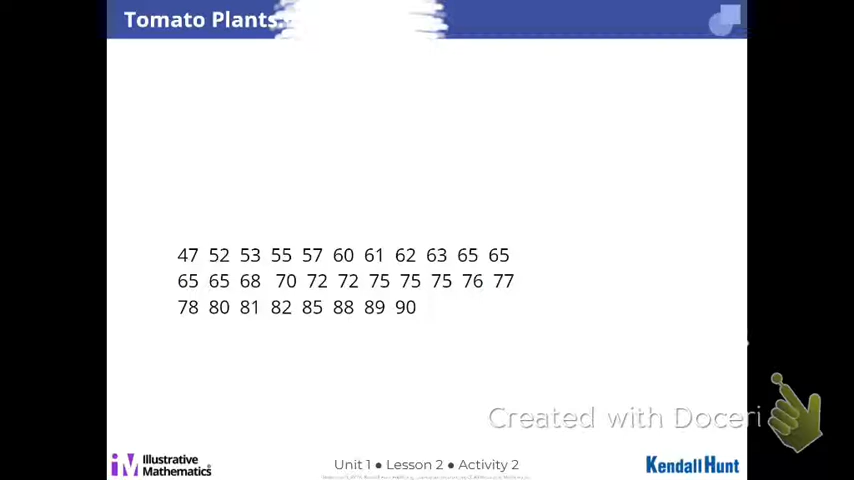 Tomato Plants
47 52 53 55 57 60 61 62 63 65 65
65 65 68 70 72 72 75 75 75 76 77
78 80 81 82 85 88 89 90
Created with Doceri
Illustrative
Mathematics
Unit 1 • Lesson 2 • Activity 2
Kendall Hunt